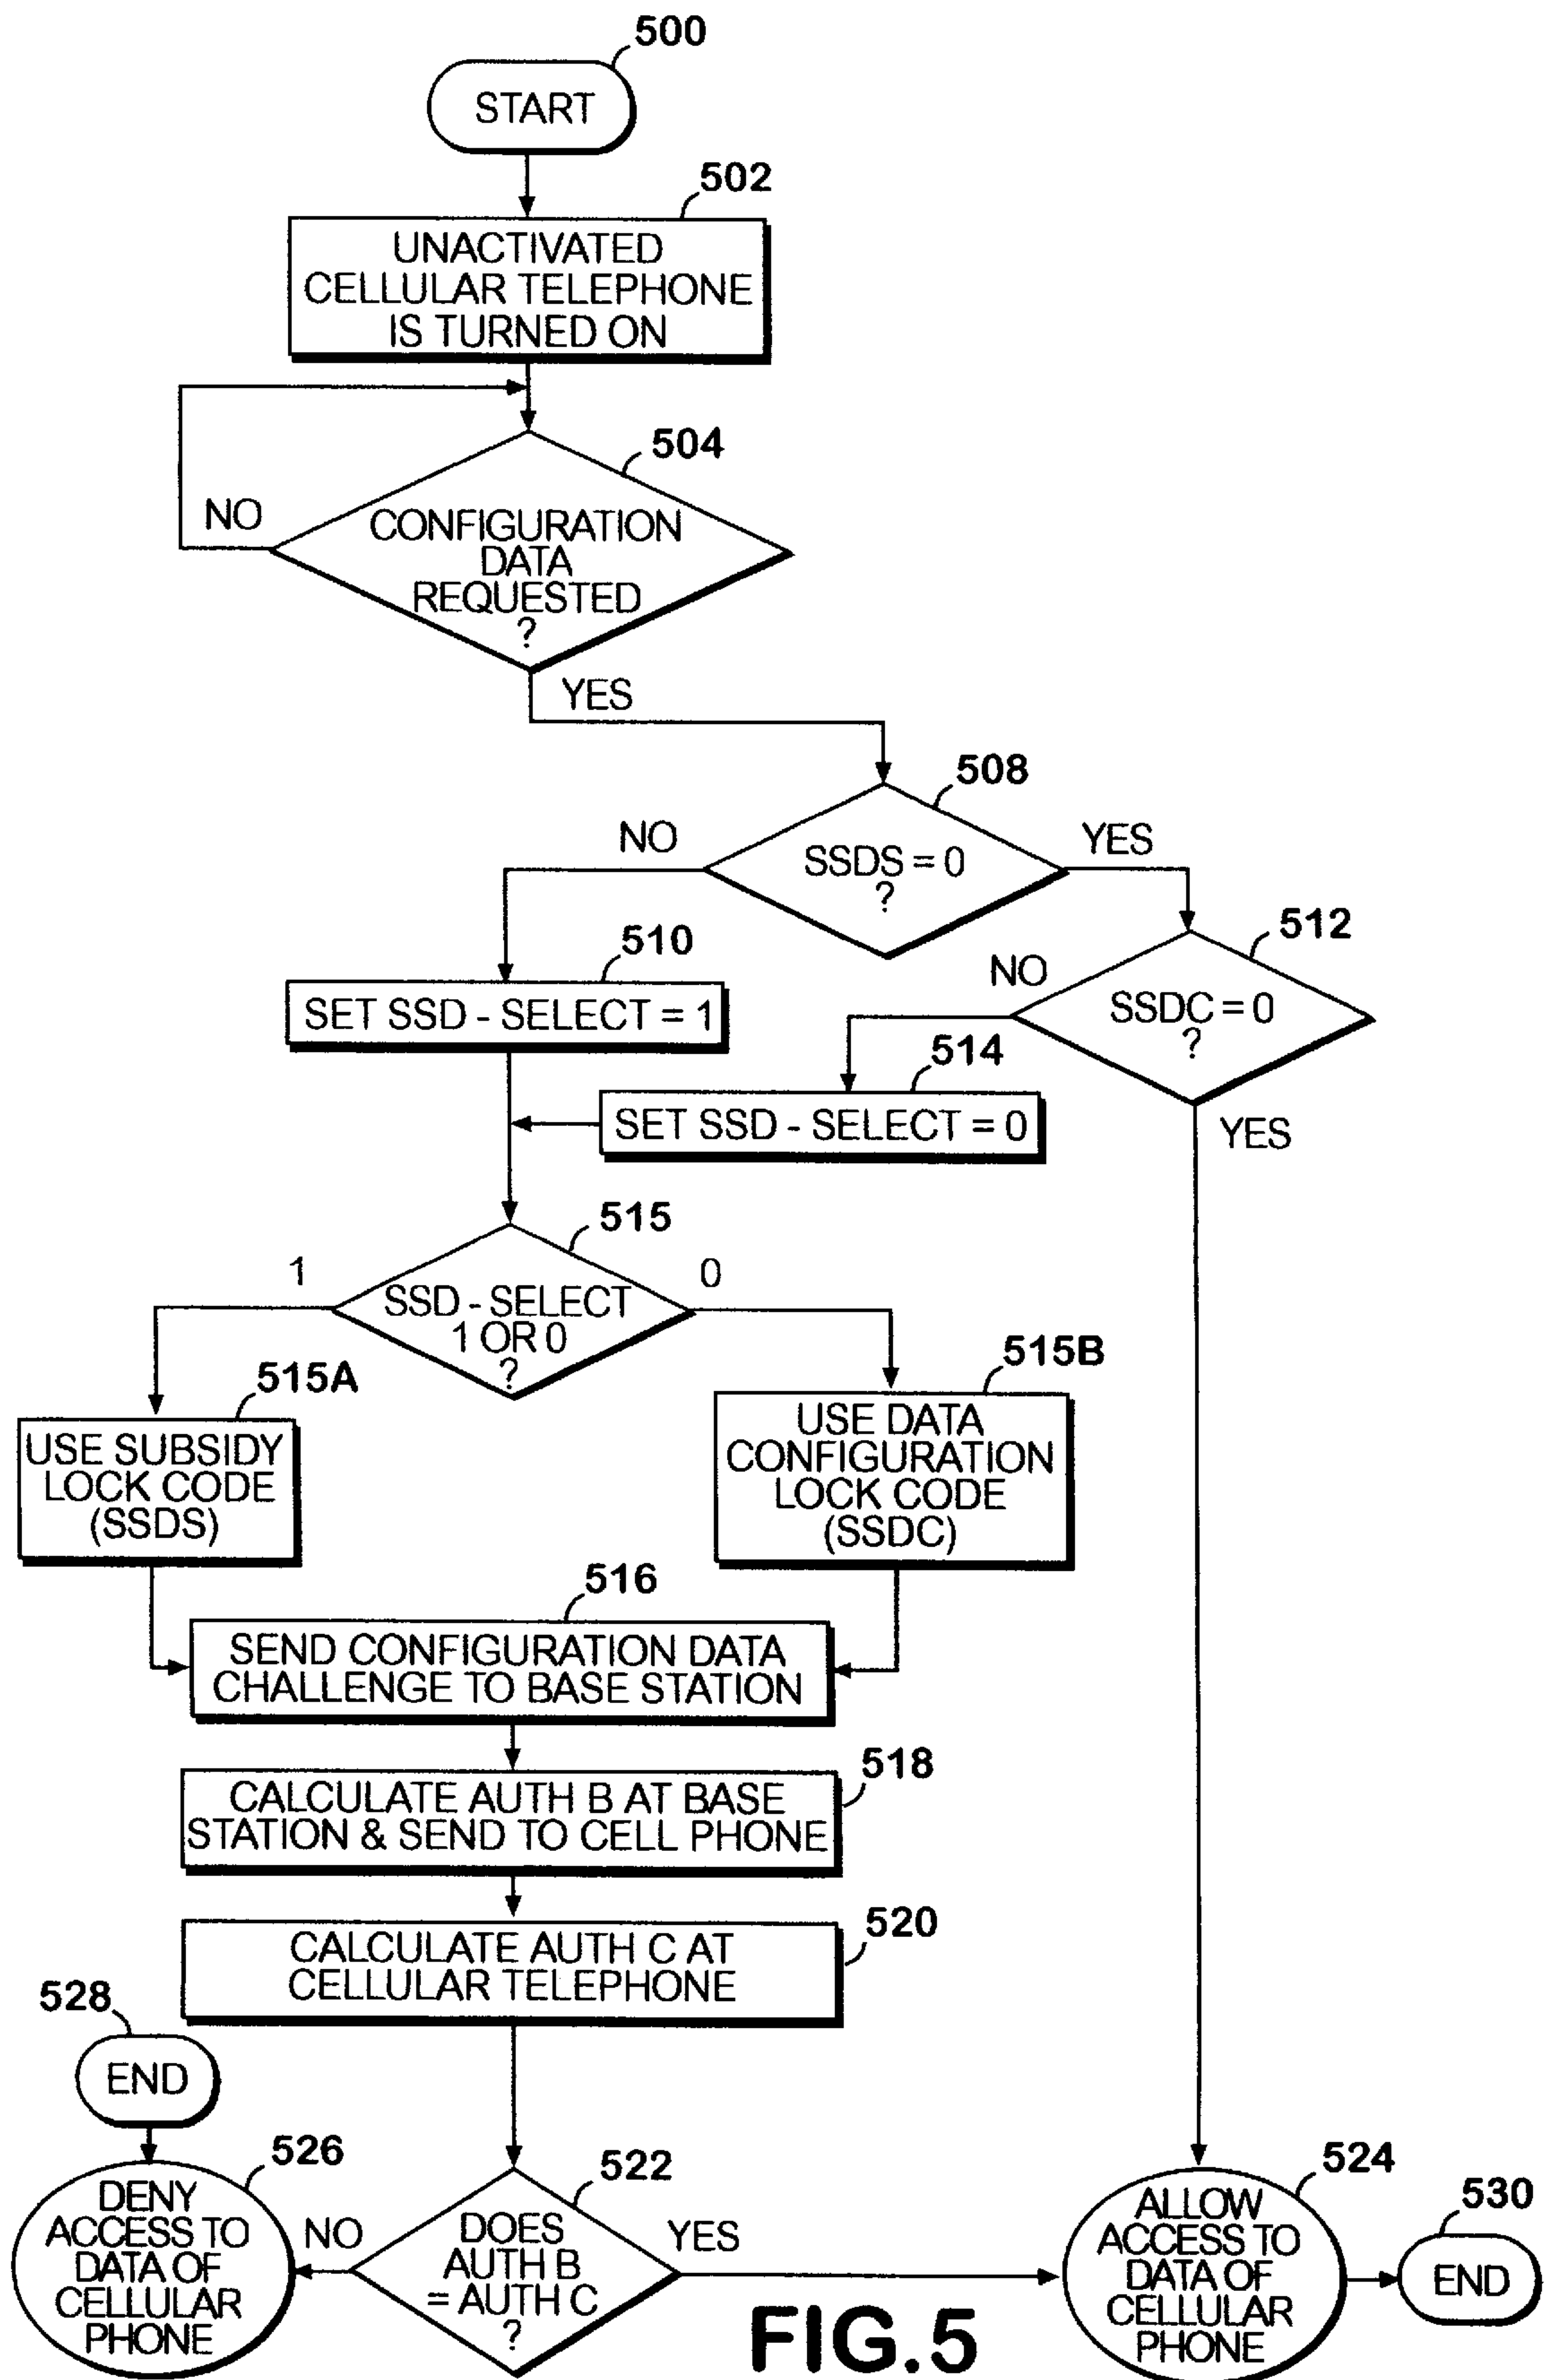 500
START
502
UNACTIVATED
CELLULAR TELEPHONE
IS TURNED ON
504
NO
CONFIGURATION
DATA
REQUESTED
?
YES
508
NO
YES
SSDS = 0
?
512
510
NO
SET SSD - SELECT = 1
SSDC = 0
?
514
SET SSD - SELECT = 0
YES
515
1
0
SSD - SELECT
1 OR 0
?
515A
515B
USE SUBSIDY
LOCK CODE
(SSDS)
USE DATA
CONFIGURATION
LOCK CODE
(SSDC)
516
SEND CONFIGURATION DATA
CHALLENGE TO BASE STATION
518
CALCULATE AUTH B AT BASE
STATION & SEND TO CELL PHONE
520
CALCULATE AUTH C AT
CELLULAR TELEPHONE
528
END
526
DENY
ACCESS TO
DATA OF
CELLULAR
PHONE
NO
522
DOES
AUTH B
= AUTH C
?
YES
524
ALLOW
ACCESS TO
DATA OF
CELLULAR
PHONE
530
END
FIG.5